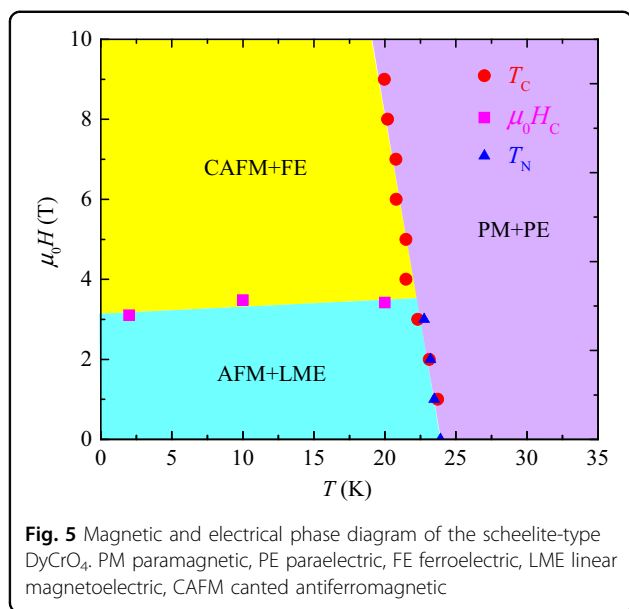 10
8
6
4
2
0
μ₀H (T)
T_C
μ₀H_C
T_N
CAFM+FE
PM+PE
AFM+LME
0 5 10 15 20 25 30 35
T (K)
Fig. 5 Magnetic and electrical phase diagram of the scheelite-type
DyCrO₄. PM paramagnetic, PE paraelectric, FE ferroelectric, LME linear
magnetoelectric, CAFM canted antiferromagnetic